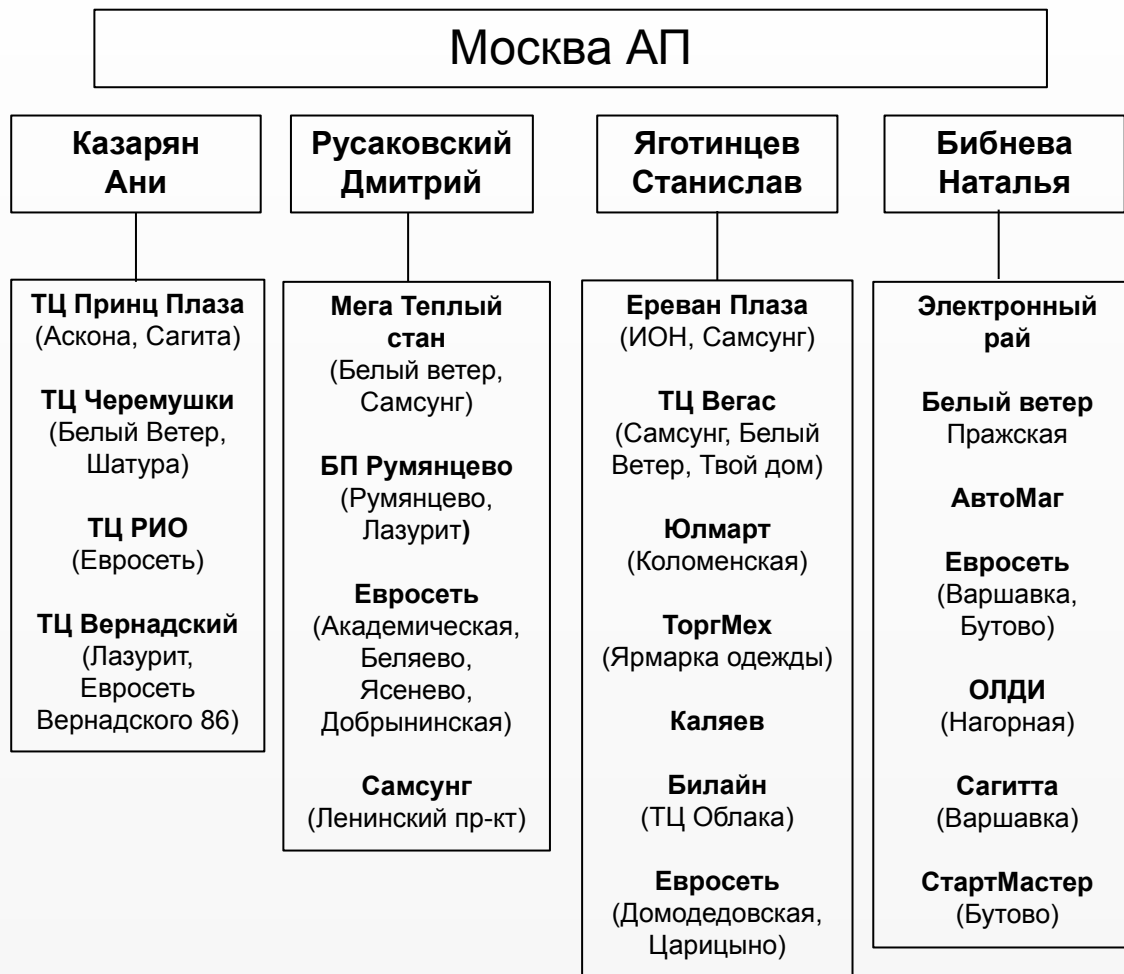 Москва АП
Казарян
Ани
ТЦ Принц Плаза
(Аскона, Сагита)
ТЦ Черемушки
(Белый Ветер,
Шатура)
ТЦ РИО
(Евросеть)
ТЦ Вернадский
(Лазурит,
Евросеть
Вернадского 86)
Русаковский
Дмитрий
Мега Теплый
стан
(Белый ветер,
Самсунг)
БП Румянцево
(Румянцево,
Лазурит)
Евросеть
(Академическая,
Беляево,
Ясенево,
Добрынинская)
Самсунг
(Ленинский пр-кт)
Яготинцев
Станислав
Ереван Плаза
(ИОН, Самсунг)
ТЦ Вегас
(Самсунг, Белый
Ветер, Твой дом)
Юлмарт
(Коломенская)
ТоргМех
(Ярмарка одежды)
Каляев
Билайн
(ТЦ Облака)
Евросеть
(Домодедовская,
Царицыно)
Бибнева
Наталья
Электронный
рай
Белый ветер
Пражская
АвтоМаг
Евросеть
(Варшавка,
Бутово)
ОЛДИ
(Нагорная)
Сагитта
(Варшавка)
СтартМастер
(Бутово)